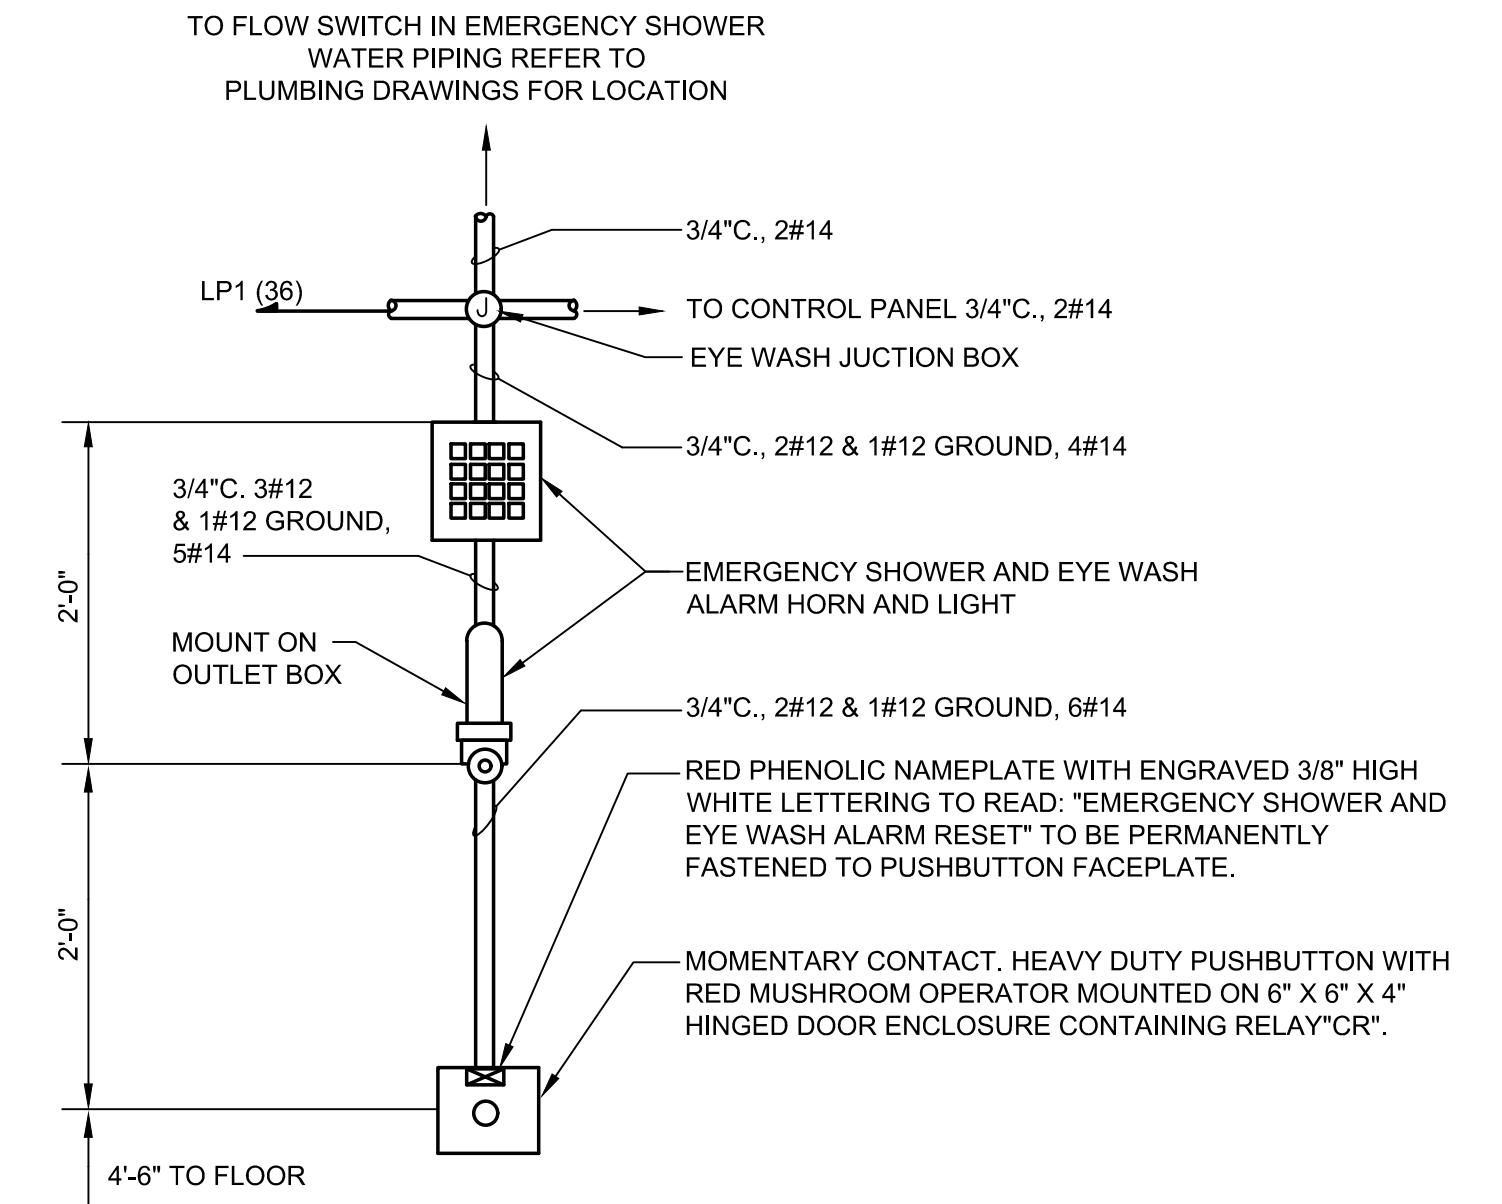 TO FLOW SWITCH IN EMERGENCY SHOWER
WATER PIPING REFER TO
PLUMBING DRAWINGS FOR LOCATION
3/4"C., 2#14
LP1 (36)
J
TO CONTROL PANEL 3/4"C., 2#14
EYE WASH JUCTION BOX
3/4"C., 2#12 & 1#12 GROUND, 4#14
3/4"C. 3#12
& 1#12 GROUND,
5#14
2'-0"
EMERGENCY SHOWER AND EYE WASH
ALARM HORN AND LIGHT
MOUNT ON
OUTLET BOX
3/4"C., 2#12 & 1#12 GROUND, 6#14
RED PHENOLIC NAMEPLATE WITH ENGRAVED 3/8" HIGH
WHITE LETTERING TO READ: "EMERGENCY SHOWER AND
EYE WASH ALARM RESET" TO BE PERMANENTLY
FASTENED TO PUSHBUTTON FACEPLATE.
2'-0"
MOMENTARY CONTACT. HEAVY DUTY PUSHBUTTON WITH
RED MUSHROOM OPERATOR MOUNTED ON 6" X 6" X 4"
HINGED DOOR ENCLOSURE CONTAINING RELAY"CR".
4'-6" TO FLOOR